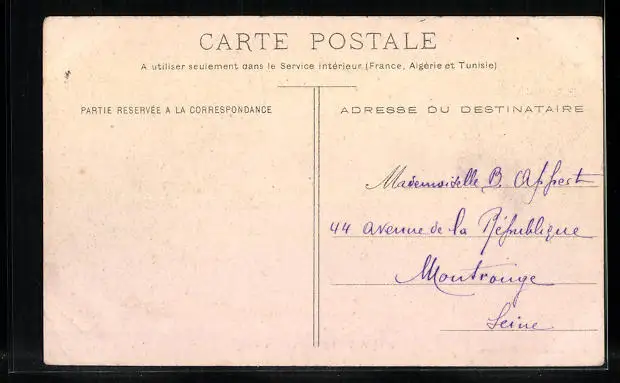 CARTE POSTALE
A utiliser seulement dans le Service intérieur (France, Algérie et Tunisie)
PARTIE RESERVÉE A LA CORRESPONDANCE
ADRESSE DU DESTINATAIRE
Mademoiselle B. Appert
44 avenue de la République
Montrouge
Seine